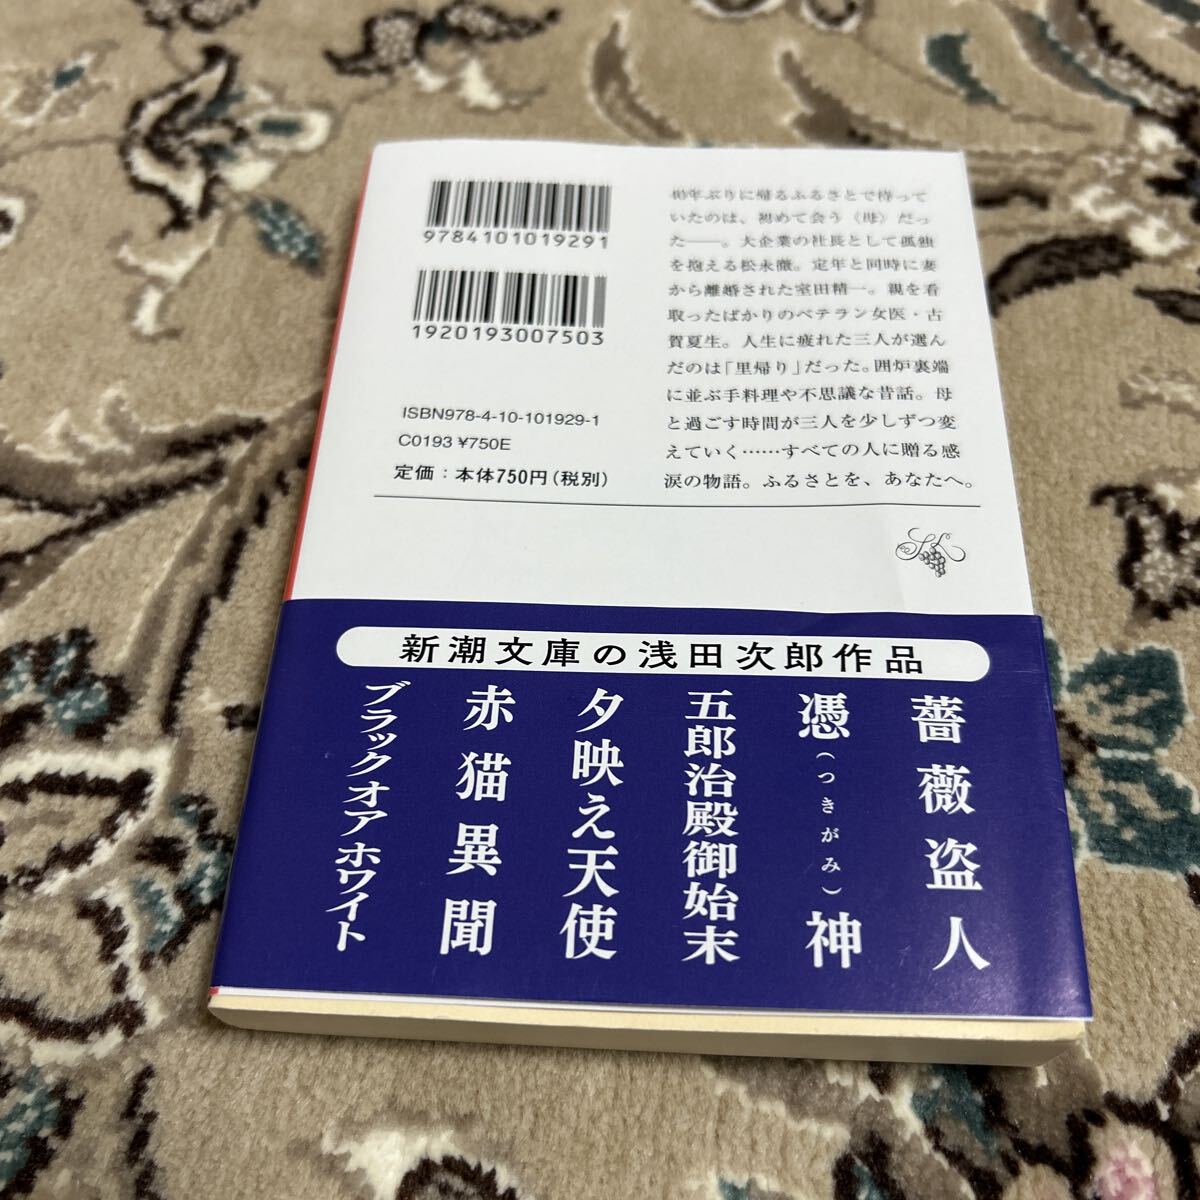 9784101019291
1920193007503
ISBN978-4-10-101929-1
C0193 ¥750E
定価：本体750円(税別)
40年ぶりに帰るふるさとで待って
いたのは、初めて会う〈母〉だっ
た――。大企業の社長として孤独
を抱える松永徹。定年と同時に妻
から離婚された室田精一。親を看
取ったばかりのベテラン女医・古
賀夏生。人生に疲れた三人が選ん
だのは「里帰り」だった。囲炉裏端
に並ぶ手料理や不思議な昔話。母
と過ごす時間が三人を少しずつ変
えていく……すべての人に贈る感
涙の物語。ふるさとを、あなたへ。
新潮文庫の浅田次郎作品
薔薇盗人
憑(つきがみ)神
五郎治殿御始末
夕映え天使
赤猫異聞
ブラックオアホワイト